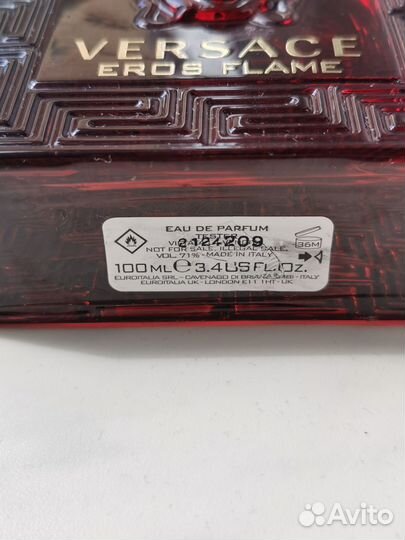 VERSACE
EROS FLAME
EAU DE PARFUM
TESTER
2124209
NOT FOR SALE. ILLEGAL SALE.
VOL. 71% - MADE IN ITALY
36M
100 ML ℮ 3.4 US FL. Oz.
EUROITALIA SRL - CAVENAGO DI BRIANZA (MB) - ITALY
EUROITALIA UK - LONDON E11 1HT - UK
Avito